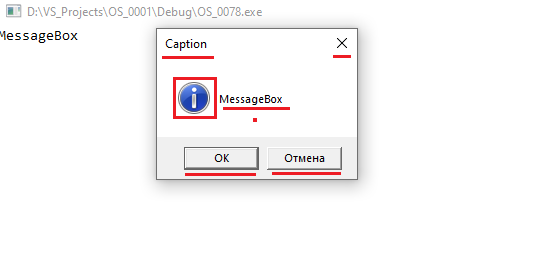 D:\VS_Projects\OS_0001\Debug\OS_0078.exe
MessageBox
Caption
MessageBox
OK
Отмена